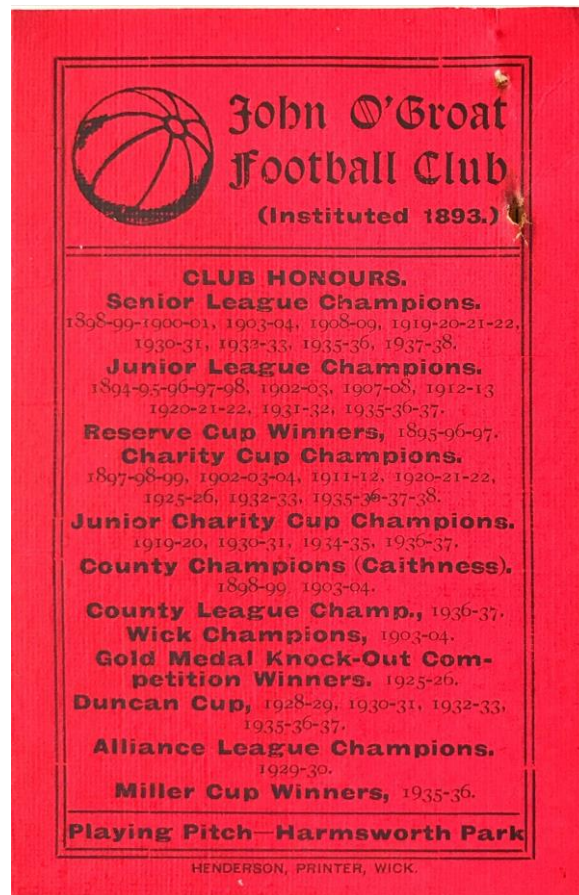 John O'Groat
Football Club
(Instituted 1893.)
CLUB HONOURS.
Senior League Champions.
1898-99-1900-01, 1903-04, 1908-09, 1919-20-21-22,
1930-31, 1932-33, 1935-36, 1937-38.
Junior League Champions.
1894-95-96-97-98, 1902-03, 1907-08, 1912-13
1920-21-22, 1931-32, 1935-36-37.
Reserve Cup Winners, 1895-96-97.
Charity Cup Champions.
1897-98-99, 1902-03-04, 1911-12, 1920-21-22,
1925-26, 1932-33, 1935-36-37-38.
Junior Charity Cup Champions.
1919-20, 1930-31, 1934-35, 1936-37.
County Champions (Caithness).
1898-99, 1903-04.
County League Champ., 1936-37.
Wick Champions, 1903-04.
Gold Medal Knock-Out Com-
petition Winners. 1925-26.
Duncan Cup, 1928-29, 1930-31, 1932-33,
1935-36-37.
Alliance League Champions.
1929-30.
Miller Cup Winners, 1935-36.
Playing Pitch—Harmsworth Park
HENDERSON, PRINTER, WICK.